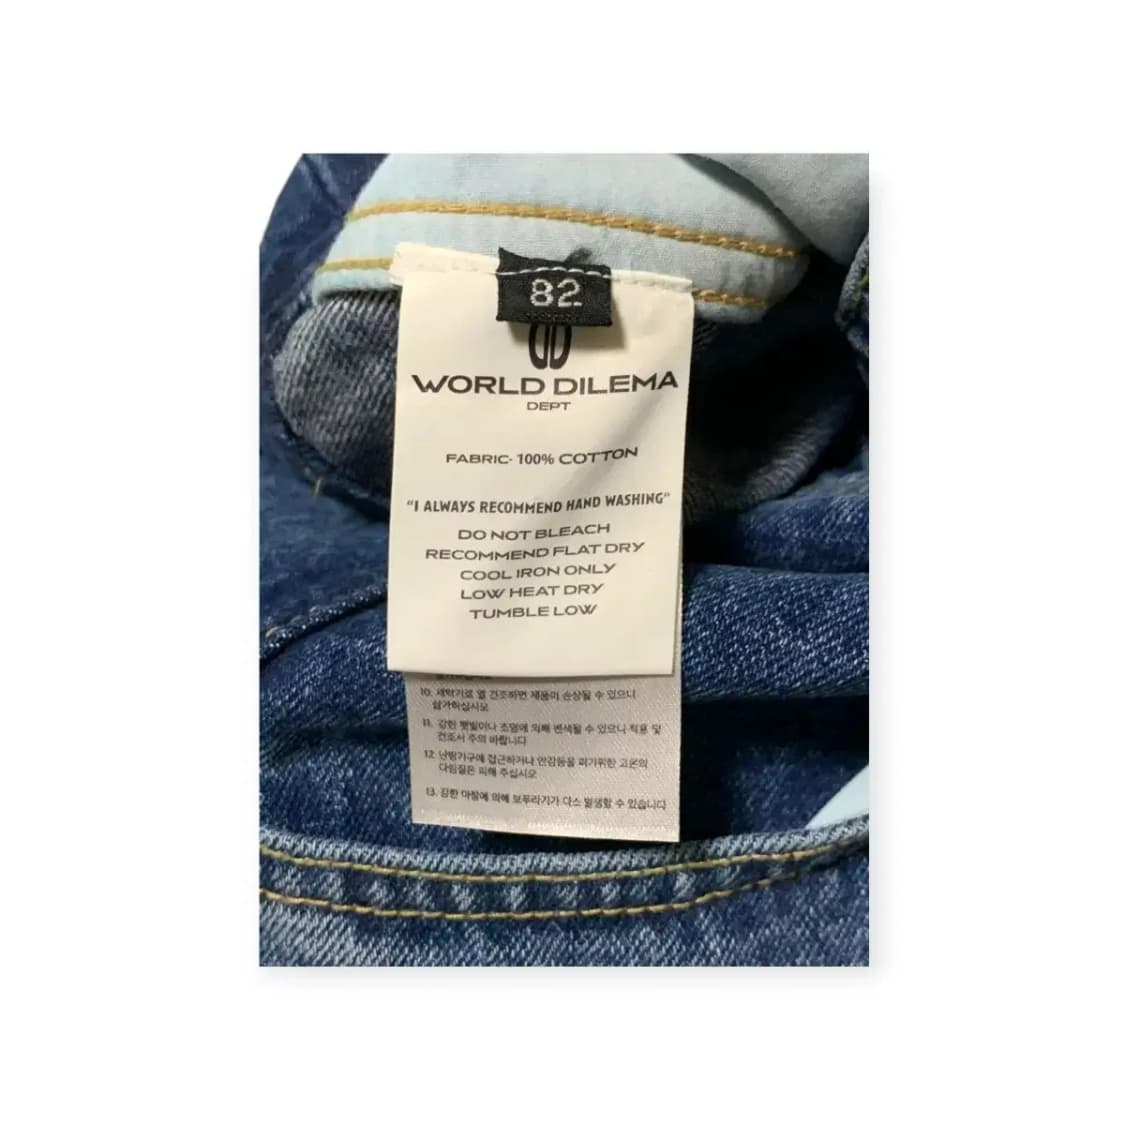 82
WORLD DILEMA
DEPT
FABRIC- 100% COTTON
"I ALWAYS RECOMMEND HAND WASHING"
DO NOT BLEACH
RECOMMEND FLAT DRY
COOL IRON ONLY
LOW HEAT DRY
TUMBLE LOW
10. 세탁기로 열 건조하면 제품이 손상될 수 있으니
삼가하십시오
11. 강한 햇빛이나 조명에 의해 변색될 수 있으니 착용 및
건조시 주의 바랍니다
12. 난방기구에 접근하거나 안감등을 펴기위한 고온의
다림질은 피해 주십시오
13. 강한 마찰에 의해 보푸라기가 다소 발생할 수 있습니다